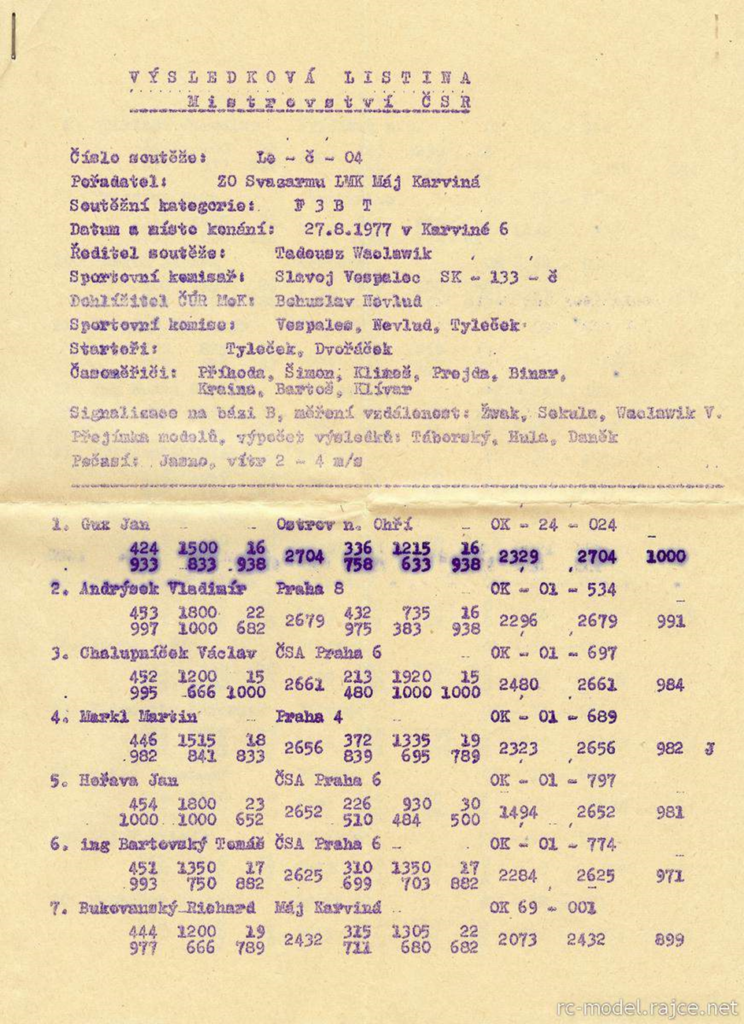 VÝSLEDKOVÁ LISTINA
Mistrovství ČSR
Číslo soutěže: Le - č - 04
Pořadatel: ZO Svazarmu LMK Máj Karviná
Soutěžní kategorie: F 3 B T
Datum a místo konání: 27.8.1977 v Karviné 6
Ředitel soutěže: Tadeusz Waclawik
Sportovní komisař: Slavoj Vespalec SK - 133 - č
Dohlížitel ČÚR MoK: Bohuslav Nevlud
Sportovní komise: Vespalec, Nevlud, Tyleček
Startéři: Tyleček, Dvořáček
Časoměřiči: Příhoda, Šimon, Klimeš, Prejda, Binar,
Kraina, Bartoš, Klívar
Signalizace na bázi B, měření vzdálenost: Žwak, Sekula, Waclawik V.
Přejímka modelů, výpočet výsledků: Táborský, Hula, Daněk
Počasí: Jasno, vítr 2 - 4 m/s
1. Gux Jan Ostrov n. Ohří OK - 24 - 024
424 1500 16 2704 336 1215 16 2329 2704 1000
933 833 938 758 633 938
2. Andrýsek Vladimír Praha 8 OK - 01 - 534
453 1800 22 2679 432 735 16 2296 2679 991
997 1000 682 975 383 938
3. Chalupníček Václav ČSA Praha 6 OK - 01 - 697
452 1200 15 2661 213 1920 15 2480 2661 984
995 666 1000 480 1000 1000
4. Markl Martin Praha 4 OK - 01 - 689
446 1515 18 2656 372 1335 19 2323 2656 982 J
982 841 833 839 695 789
5. Heřava Jan ČSA Praha 6 OK - 01 - 797
454 1800 23 2652 226 930 30 1494 2652 981
1000 1000 652 510 484 500
6. ing Bartovský Tomáš ČSA Praha 6 OK - 01 - 774
451 1350 17 2625 310 1350 17 2284 2625 971
993 750 882 699 703 882
7. Bukovanský Richard Máj Karviná OK 69 - 001
444 1200 19 2432 315 1305 22 2073 2432 899
977 666 789 711 680 682
rc-model.rajce.net